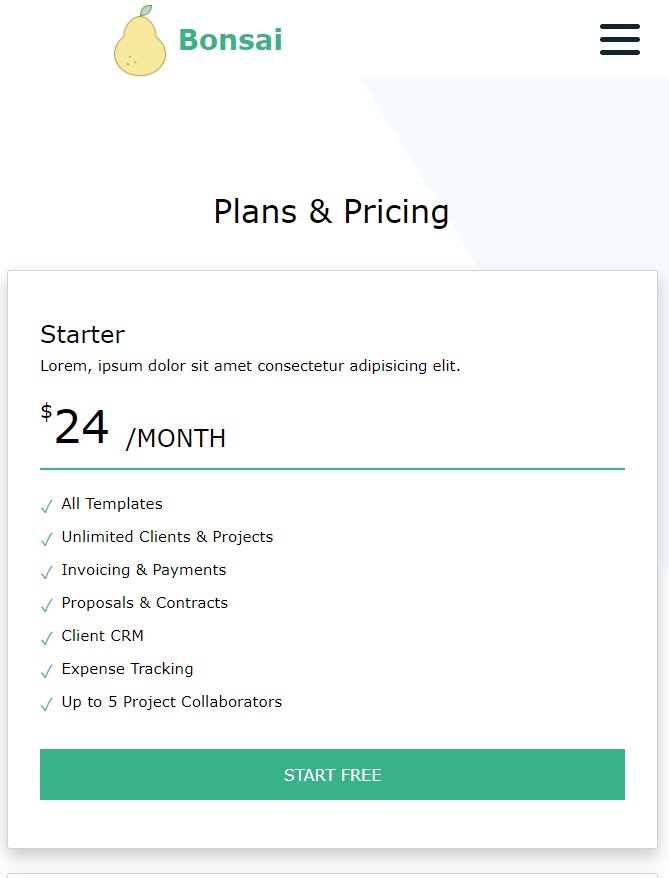 Bonsai
Plans & Pricing
Starter
Lorem, ipsum dolor sit amet consectetur adipisicing elit.
$24 /MONTH
✓ All Templates
✓ Unlimited Clients & Projects
✓ Invoicing & Payments
✓ Proposals & Contracts
✓ Client CRM
✓ Expense Tracking
✓ Up to 5 Project Collaborators
START FREE